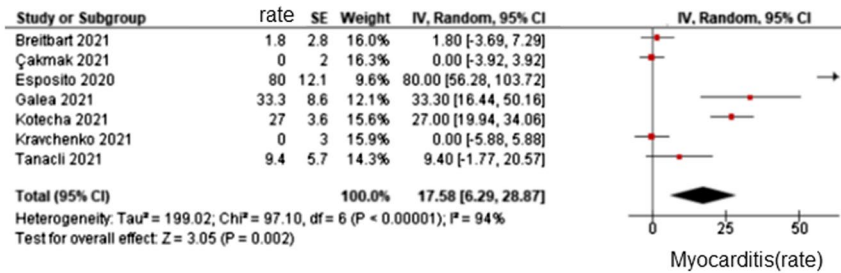 Study or Subgroup rate SE Weight IV, Random, 95% CI IV, Random, 95% CI
Breitbart 2021 1.8 2.8 16.0% 1.80 [-3.69, 7.29]
Çakmak 2021 0 2 16.3% 0.00 [-3.92, 3.92]
Esposito 2020 80 12.1 9.6% 80.00 [56.28, 103.72]
Galea 2021 33.3 8.6 12.1% 33.30 [16.44, 50.16]
Kotecha 2021 27 3.6 15.6% 27.00 [19.94, 34.06]
Kravchenko 2021 0 3 15.9% 0.00 [-5.88, 5.88]
Tanacli 2021 9.4 5.7 14.3% 9.40 [-1.77, 20.57]
Total (95% CI) 100.0% 17.58 [6.29, 28.87]
Heterogeneity: Tau² = 199.02; Chi² = 97.10, df = 6 (P < 0.00001); I² = 94%
Test for overall effect: Z = 3.05 (P = 0.002)
0 25 50
Myocarditis(rate)